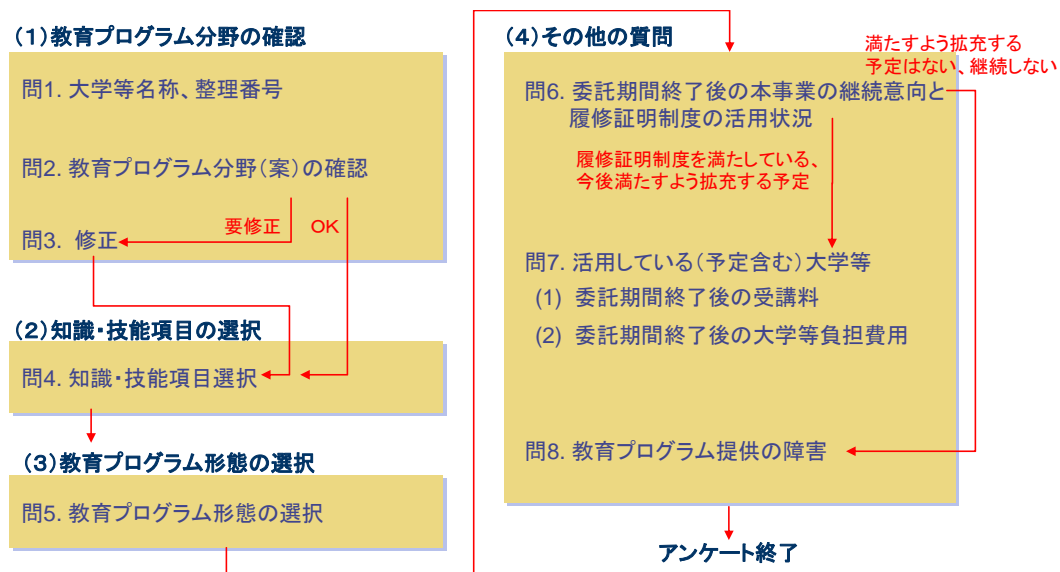 (1)教育プログラム分野の確認
問1. 大学等名称、整理番号
問2. 教育プログラム分野(案)の確認
要修正
OK
問3. 修正
(2)知識・技能項目の選択
問4. 知識・技能項目選択
(3)教育プログラム形態の選択
問5. 教育プログラム形態の選択
(4)その他の質問
満たすよう拡充する
予定はない、継続しない
問6. 委託期間終了後の本事業の継続意向と
履修証明制度の活用状況
履修証明制度を満たしている、
今後満たすよう拡充する予定
問7. 活用している(予定含む)大学等
(1) 委託期間終了後の受講料
(2) 委託期間終了後の大学等負担費用
問8. 教育プログラム提供の障害
アンケート終了